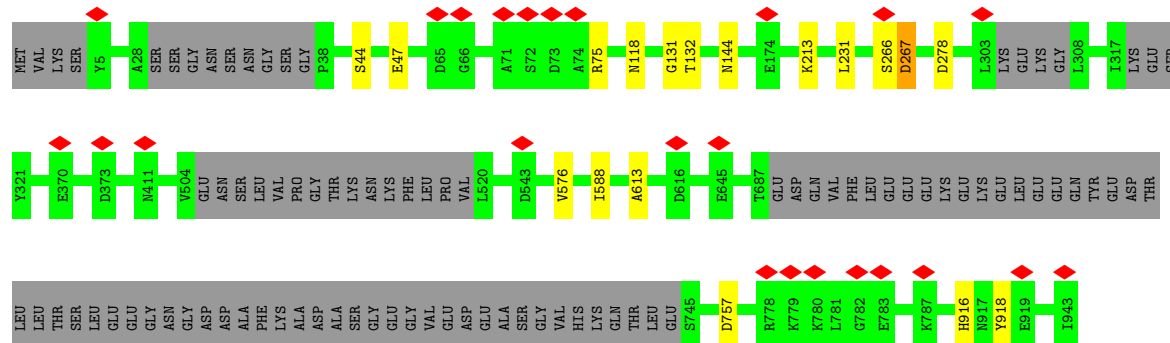 MET VAL LYS SER Y5 A28 SER SER GLY ASN SER ASN GLY SER GLY P38 S44 E47 D65 G66 A71 S72 D73 A74 R75 N118 G131 T132 N144 E174 K213 L231 S266 D267 D278 L303 LYS GLU LYS GLY L308 I317 LYS GLU SER
Y321 E370 D373 N411 V504 GLU ASN SER LEU VAL PRO GLY THR LYS ASN LYS PHE LEU PRO VAL L520 D543 V576 I588 A613 D616 E645 T687 GLU ASP GLN VAL PHE LEU GLU GLU GLU LYS GLU LYS GLU LEU GLU GLU GLN TYR GLU ASP THR
LEU LEU THR SER LEU GLU GLU GLY ASN GLY ASP ASP ALA PHE LYS ALA ASP ALA SER GLY GLU GLY VAL GLU ASP GLU ALA SER GLY VAL HIS LYS GLN THR LEU GLU S745 D757 R778 K779 K780 L781 G782 E783 K787 H916 N917 Y918 E919 I943